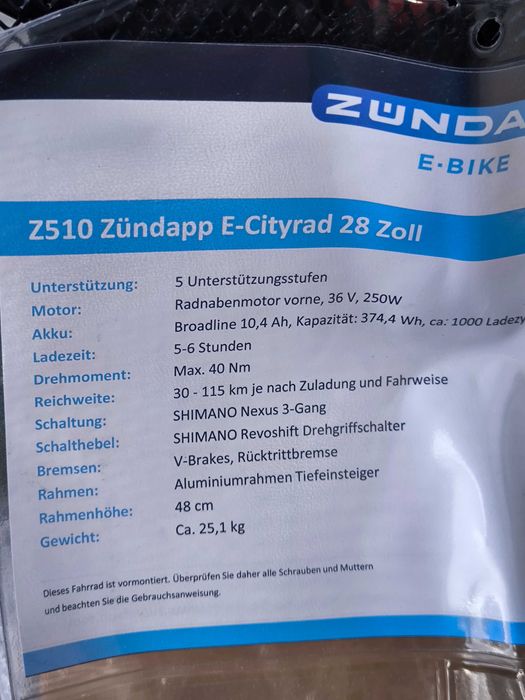 ZÜNDA
E-BIKE
Z510 Zündapp E-Cityrad 28 Zoll
Unterstützung: 5 Unterstützungsstufen
Motor: Radnabenmotor vorne, 36 V, 250W
Akku: Broadline 10,4 Ah, Kapazität: 374,4 Wh, ca: 1000 Ladezy
Ladezeit: 5-6 Stunden
Drehmoment: Max. 40 Nm
Reichweite: 30 - 115 km je nach Zuladung und Fahrweise
Schaltung: SHIMANO Nexus 3-Gang
Schalthebel: SHIMANO Revoshift Drehgriffschalter
Bremsen: V-Brakes, Rücktrittbremse
Rahmen: Aluminiumrahmen Tiefeinsteiger
Rahmenhöhe: 48 cm
Gewicht: Ca. 25,1 kg
Dieses Fahrrad ist vormontiert. Überprüfen Sie daher alle Schrauben und Muttern
und beachten Sie die Gebrauchsanweisung.